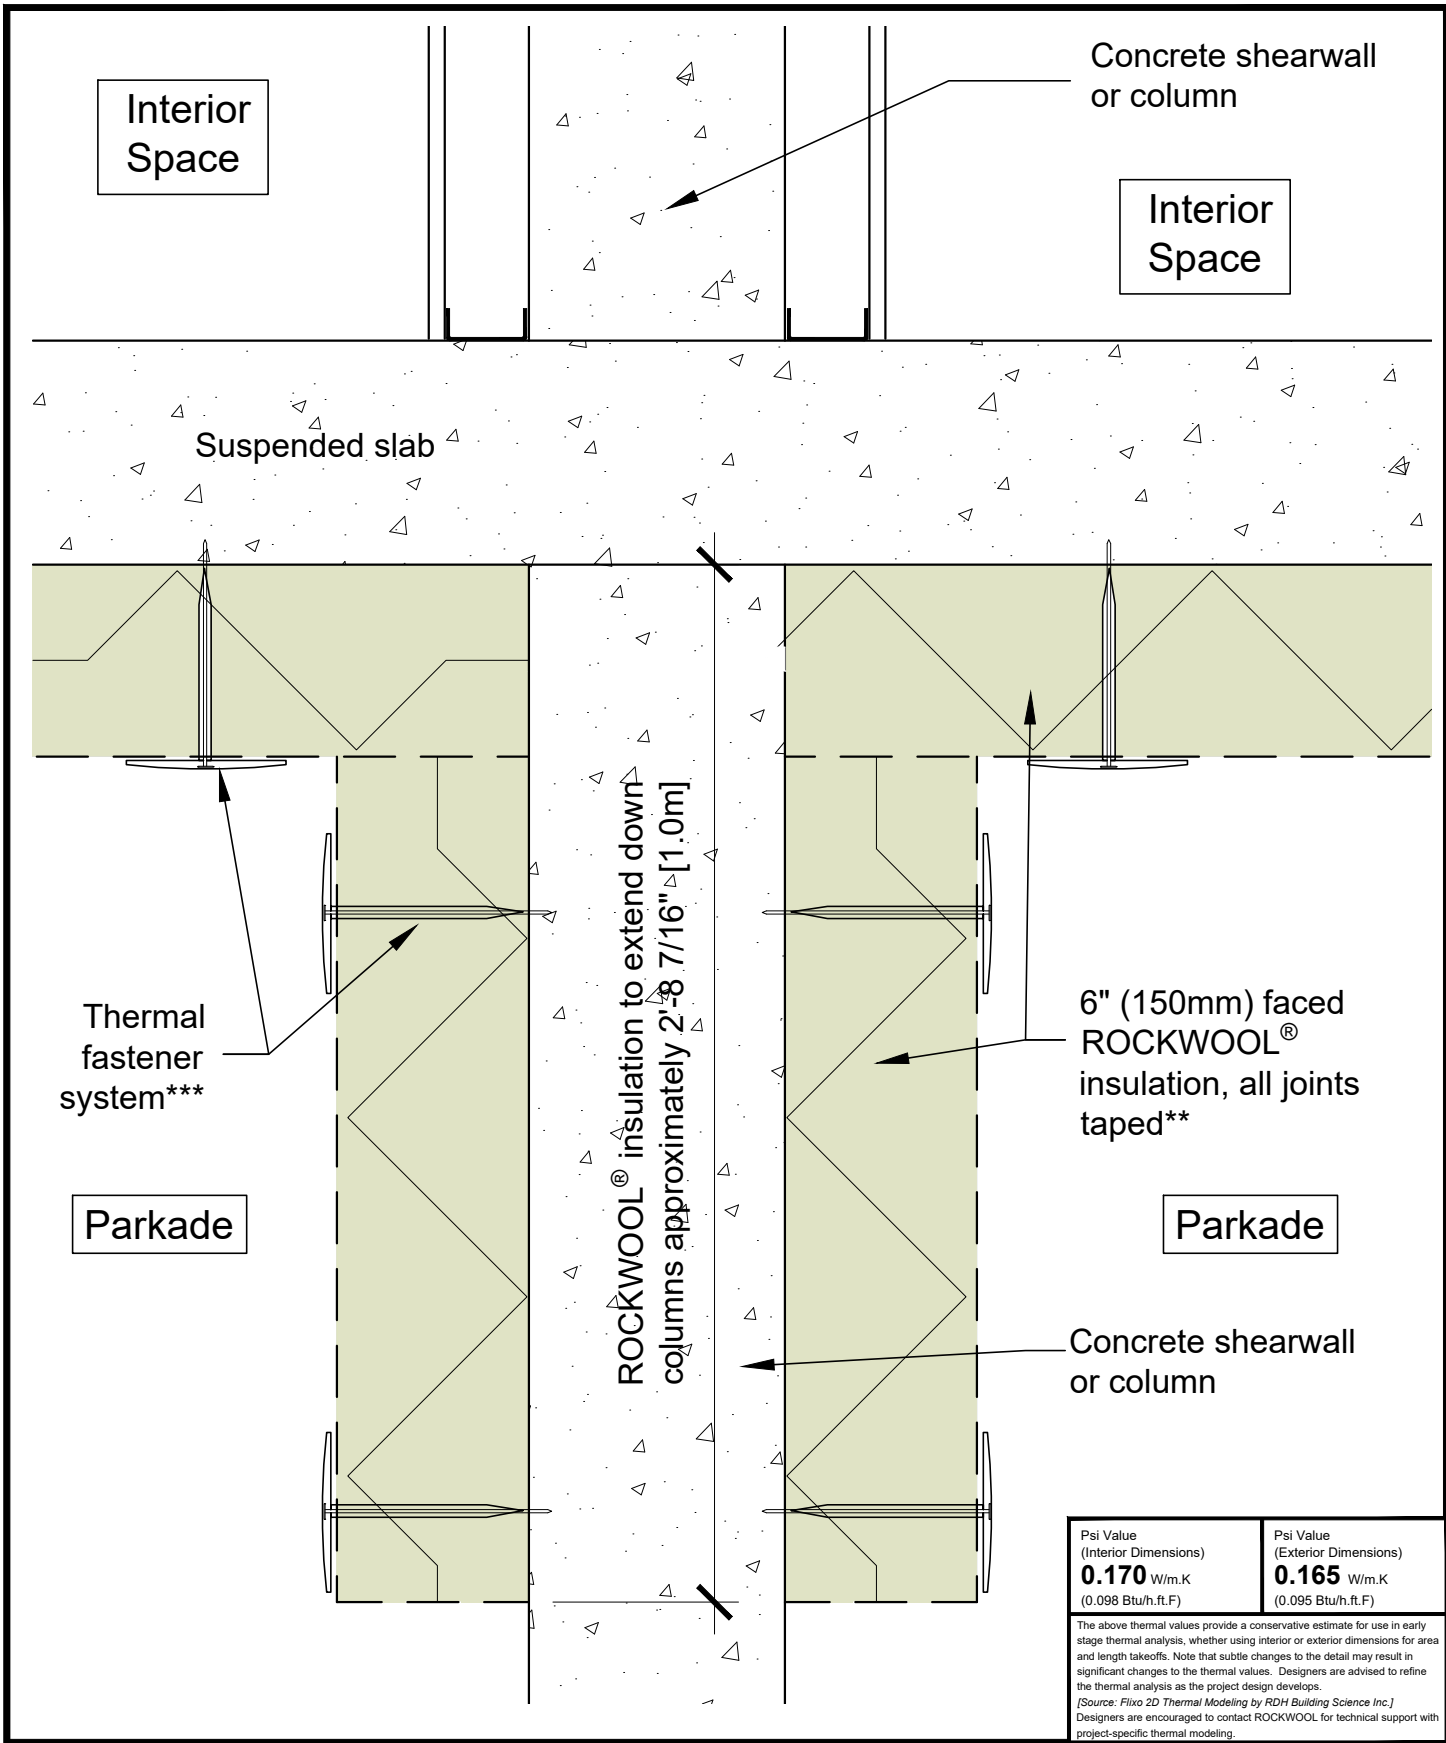 Interior
Space
Concrete shearwall
or column
Interior
Space
Suspended slab
ROCKWOOL® insulation to extend down
columns approximately 2'-8 7/16" [1.0m]
Thermal
fastener
system***
6" (150mm) faced
ROCKWOOL®
insulation, all joints
taped**
Parkade
Parkade
Concrete shearwall
or column
Psi Value
(Interior Dimensions)
0.170 W/m.K
(0.098 Btu/h.ft.F)
Psi Value
(Exterior Dimensions)
0.165 W/m.K
(0.095 Btu/h.ft.F)
The above thermal values provide a conservative estimate for use in early
stage thermal analysis, whether using interior or exterior dimensions for area
and length takeoffs. Note that subtle changes to the detail may result in
significant changes to the thermal values. Designers are advised to refine
the thermal analysis as the project design develops.
[Source: Flixo 2D Thermal Modeling by RDH Building Science Inc.]
Designers are encouraged to contact ROCKWOOL for technical support with
project-specific thermal modeling.